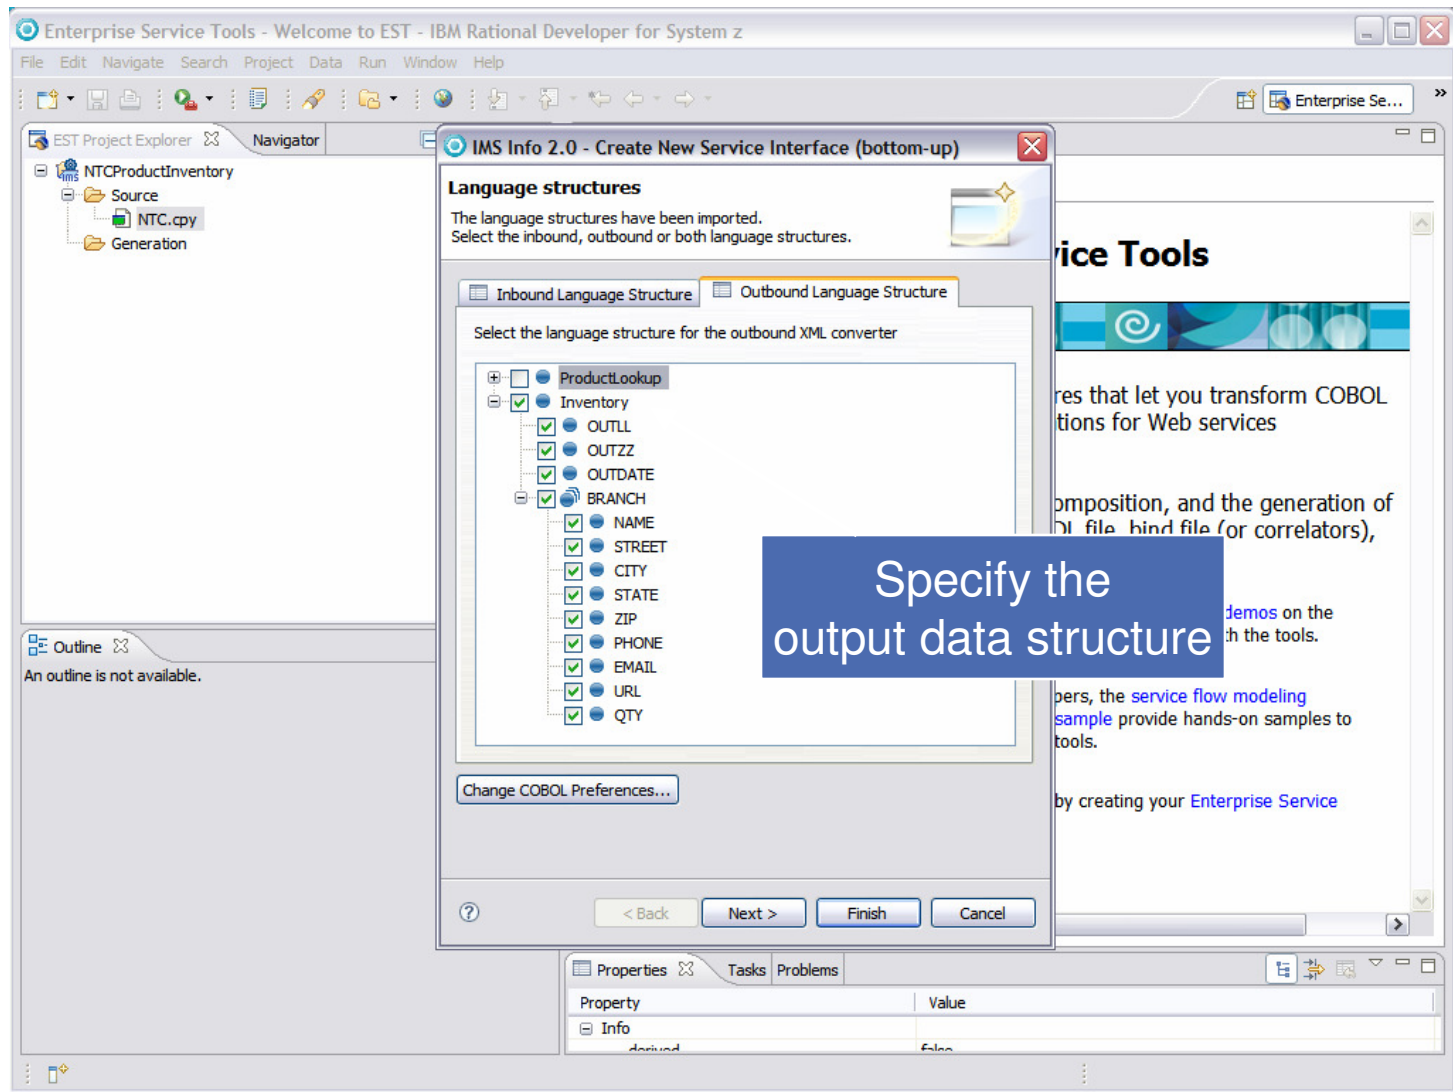 Enterprise Service Tools - Welcome to EST - IBM Rational Developer for System z
File Edit Navigate Search Project Data Run Window Help
Enterprise Se... »
EST Project Explorer Navigator
NTCProductInventory
Source
NTC.cpy
Generation
IMS Info 2.0 - Create New Service Interface (bottom-up)
Language structures
The language structures have been imported.
Select the inbound, outbound or both language structures.
Inbound Language Structure Outbound Language Structure
Select the language structure for the outbound XML converter
ProductLookup
Inventory
OUTLL
OUTZZ
OUTDATE
BRANCH
NAME
STREET
CITY
STATE
ZIP
PHONE
EMAIL
URL
QTY
Change COBOL Preferences...
? < Back Next > Finish Cancel
Specify the
output data structure
Tools
that let you transform COBOL
for Web services
and the generation of
file, bind file (or correlators),
demos on the
the tools.
the service flow modeling
sample provide hands-on samples to
tools.
by creating your Enterprise Service
Outline
An outline is not available.
Properties Tasks Problems
Property Value
Info
derived false